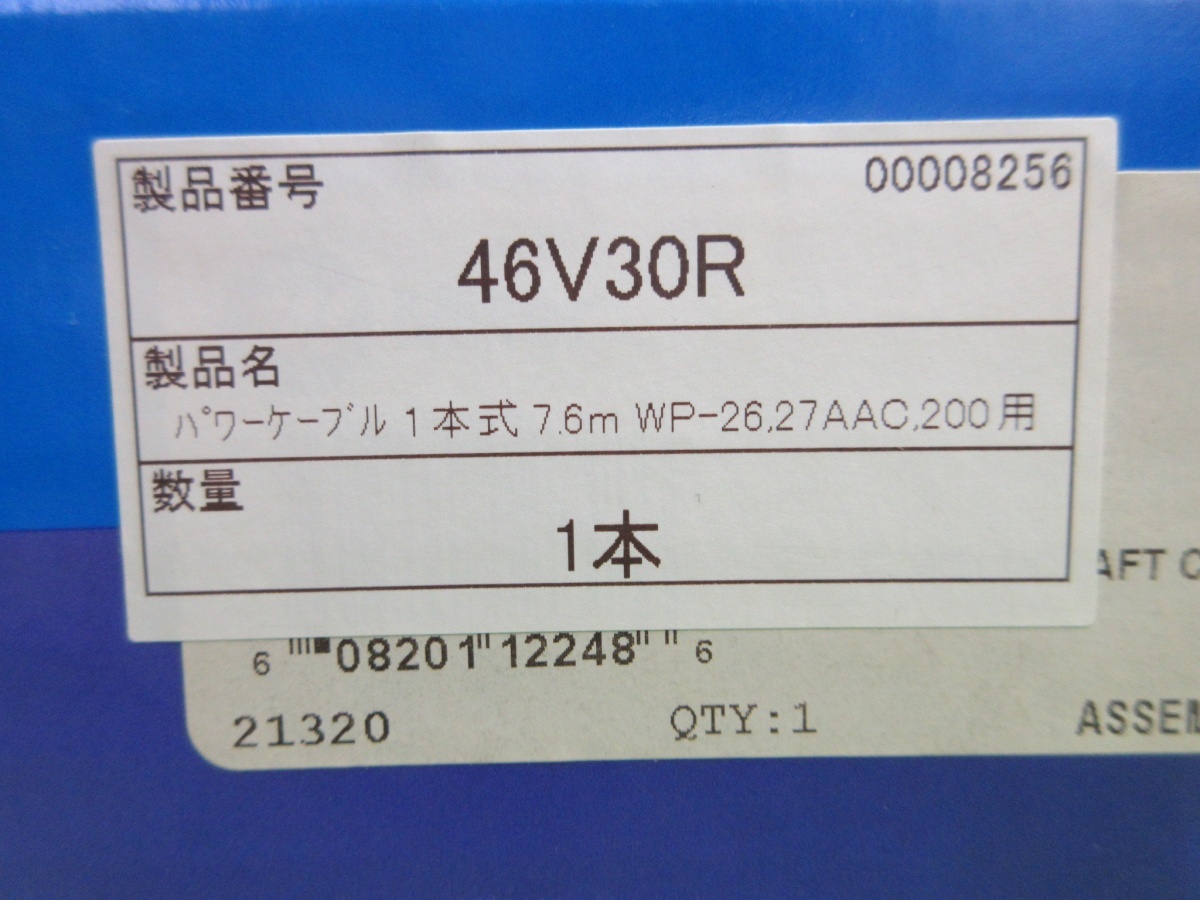 製品番号 00008256
46V30R
製品名
パワーケーブル 1本式 7.6m WP-26,27AAC,200用
数量
1本
AFT C
6 08201 12248 6
21320 QTY:1 ASSEM